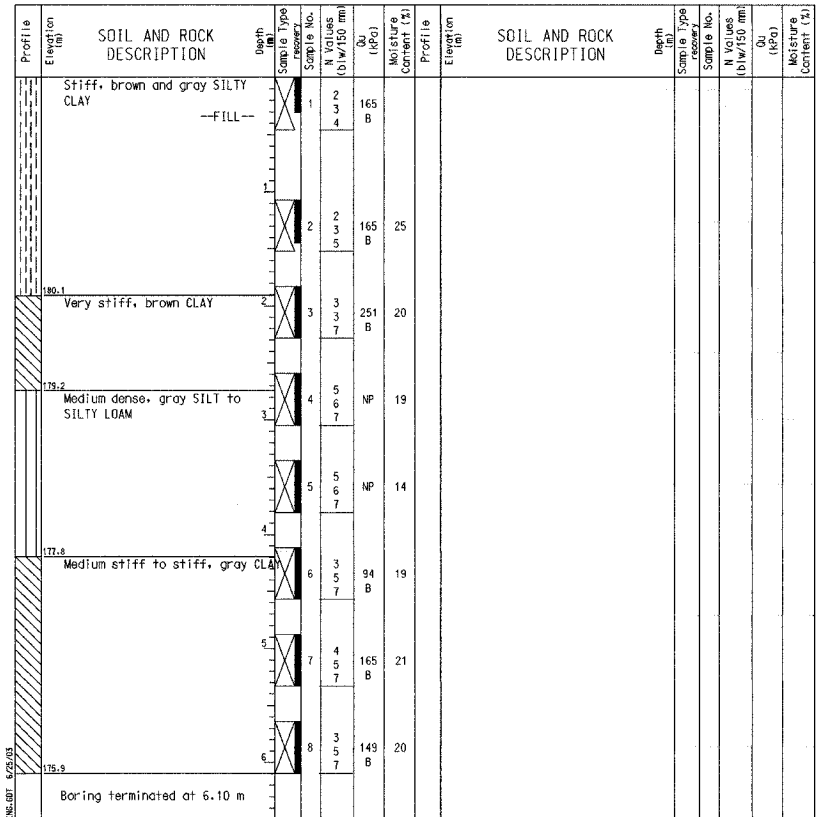 Profile
Elevation (m)
SOIL AND ROCK DESCRIPTION
Depth (m)
Sample Type recovery
Sample No.
N Values (blw/150 mm)
Qu (kPa)
Moisture Content (%)
Profile
Elevation (m)
SOIL AND ROCK DESCRIPTION
Depth (m)
Sample Type recovery
Sample No.
N Values (blw/150 mm)
Qu (kPa)
Moisture Content (%)
Stiff, brown and gray SILTY
CLAY
--FILL--
1
2
3
4
165
B
1
2
2
3
5
165
B
25
180.1
Very stiff, brown CLAY
2
3
3
3
7
251
B
20
179.2
Medium dense, gray SILT to
SILTY LOAM
3
4
5
6
7
NP
19
5
5
6
7
NP
14
4
177.8
Medium stiff to stiff, gray CLAY
6
3
5
7
94
B
19
5
7
4
5
7
165
B
21
8
3
5
7
149
B
20
6
175.9
Boring terminated at 6.10 m
ENG.GDT 6/25/03